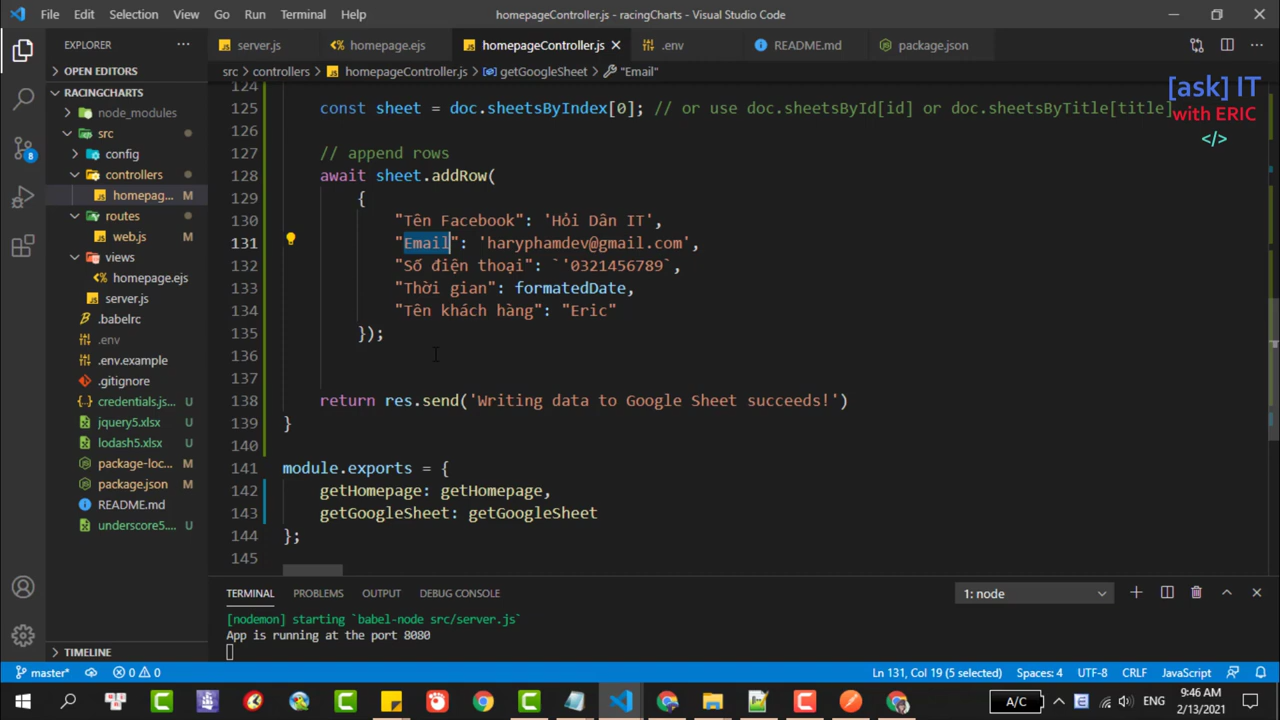 File Edit Selection View Go Run Terminal Help
homepageController.js - racingCharts - Visual Studio Code
EXPLORER
server.js
homepage.ejs
homepageController.js
.env
README.md
package.json
src > controllers > homepageController.js > getGoogleSheet > "Email"
OPEN EDITORS
RACINGCHARTS
node_modules
src
config
controllers
homepag... M
routes
web.js M
views
homepage.ejs
server.js
.babelrc
.env
.env.example
.gitignore
credentials.js... U
jquery5.xlsx U
lodash5.xlsx U
package-loc... M
package.json M
README.md
underscore5.... U
TIMELINE
[ask] IT
with ERIC
</>
124
125 const sheet = doc.sheetsByIndex[0]; // or use doc.sheetsById[id] or doc.sheetsByTitle[title]
126
127 // append rows
128 await sheet.addRow(
129 {
130 "Tên Facebook": 'Hỏi Dân IT',
131 "Email": 'haryphamdev@gmail.com',
132 "Số điện thoại": `'0321456789`,
133 "Thời gian": formatedDate,
134 "Tên khách hàng": "Eric"
135 });
136
137
138 return res.send('Writing data to Google Sheet succeeds!')
139 }
140
141 module.exports = {
142 getHomepage: getHomepage,
143 getGoogleSheet: getGoogleSheet
144 };
145
TERMINAL PROBLEMS OUTPUT DEBUG CONSOLE
1: node
[nodemon] starting `babel-node src/server.js`
App is running at the port 8080
8
master* 0 0
Ln 131, Col 19 (5 selected) Spaces: 4 UTF-8 CRLF JavaScript
A/C
ENG
9:46 AM
2/13/2021